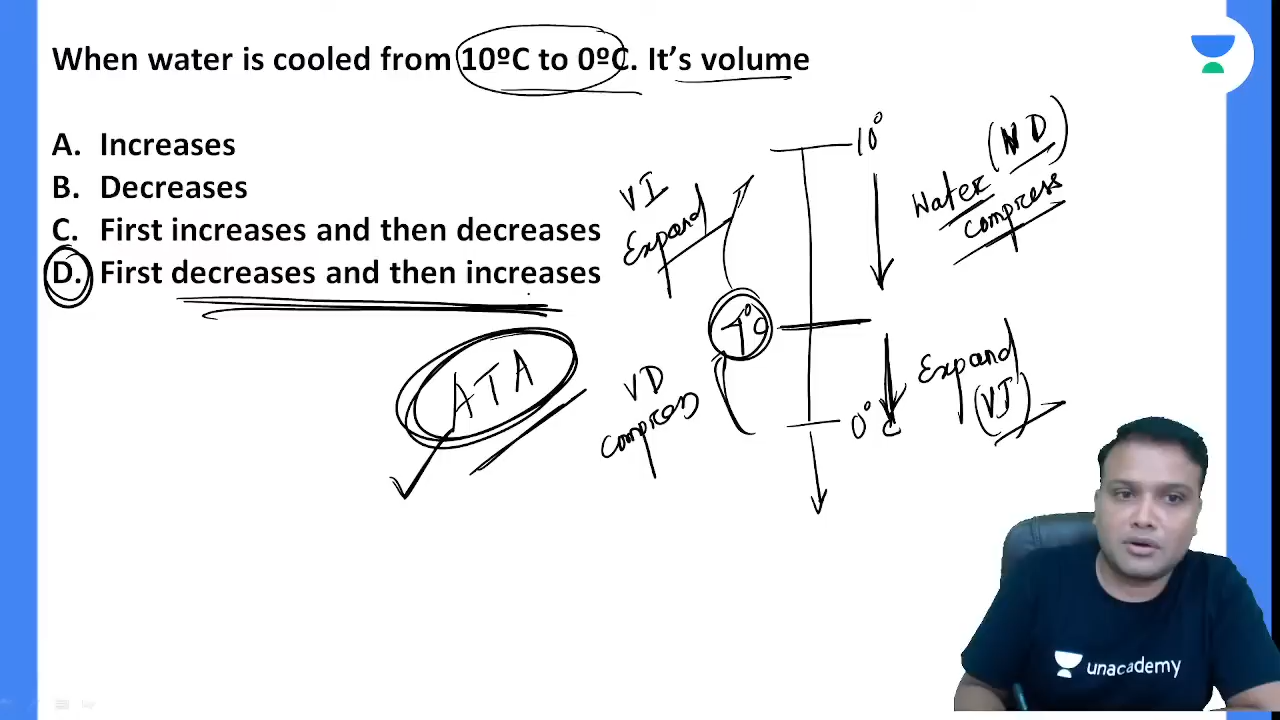 When water is cooled from 10ºC to 0ºC. It's volume
A. Increases
B. Decreases
C. First increases and then decreases
D. First decreases and then increases
10°
Water (VD)
compress
VI
Expand
4°C
Expand
(VI)
VD
compress
0°C
ATA
unacademy